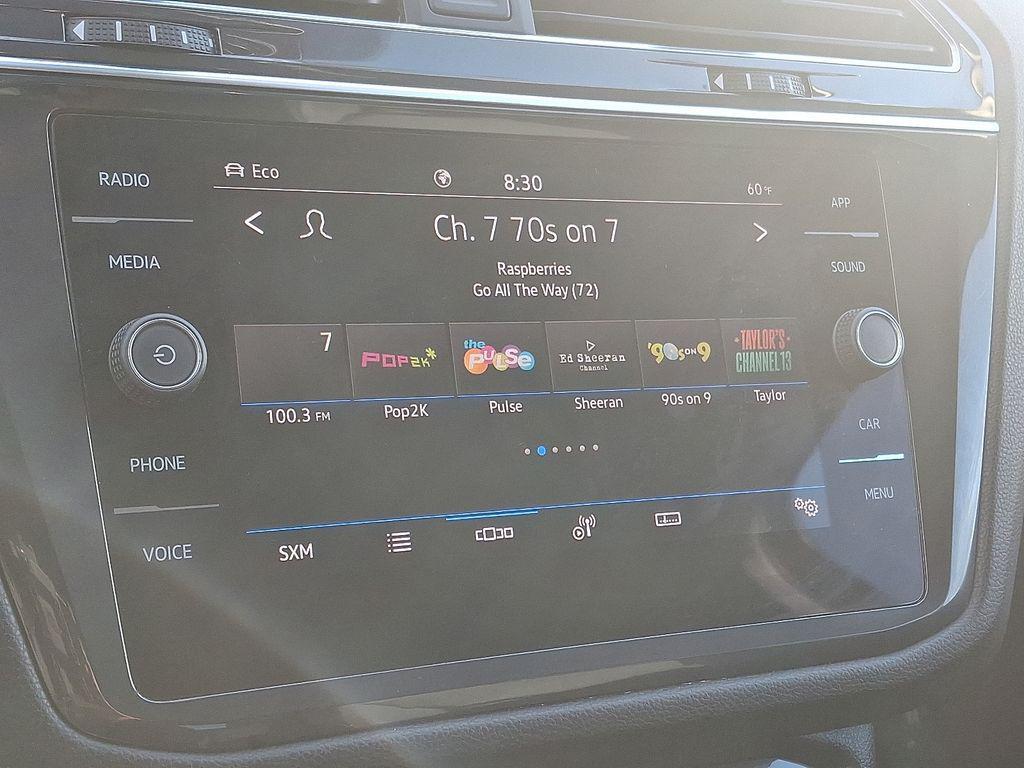 RADIO
MEDIA
PHONE
VOICE
Eco
8:30
60°F
Ch. 7 70s on 7
Raspberries
Go All The Way (72)
7
POP2K*
the PULSE
Ed Sheeran
Channel
'90s ON 9
TAYLOR'S
CHANNEL 13
100.3 FM
Pop2K
Pulse
Sheeran
90s on 9
Taylor
SXM
APP
SOUND
CAR
MENU